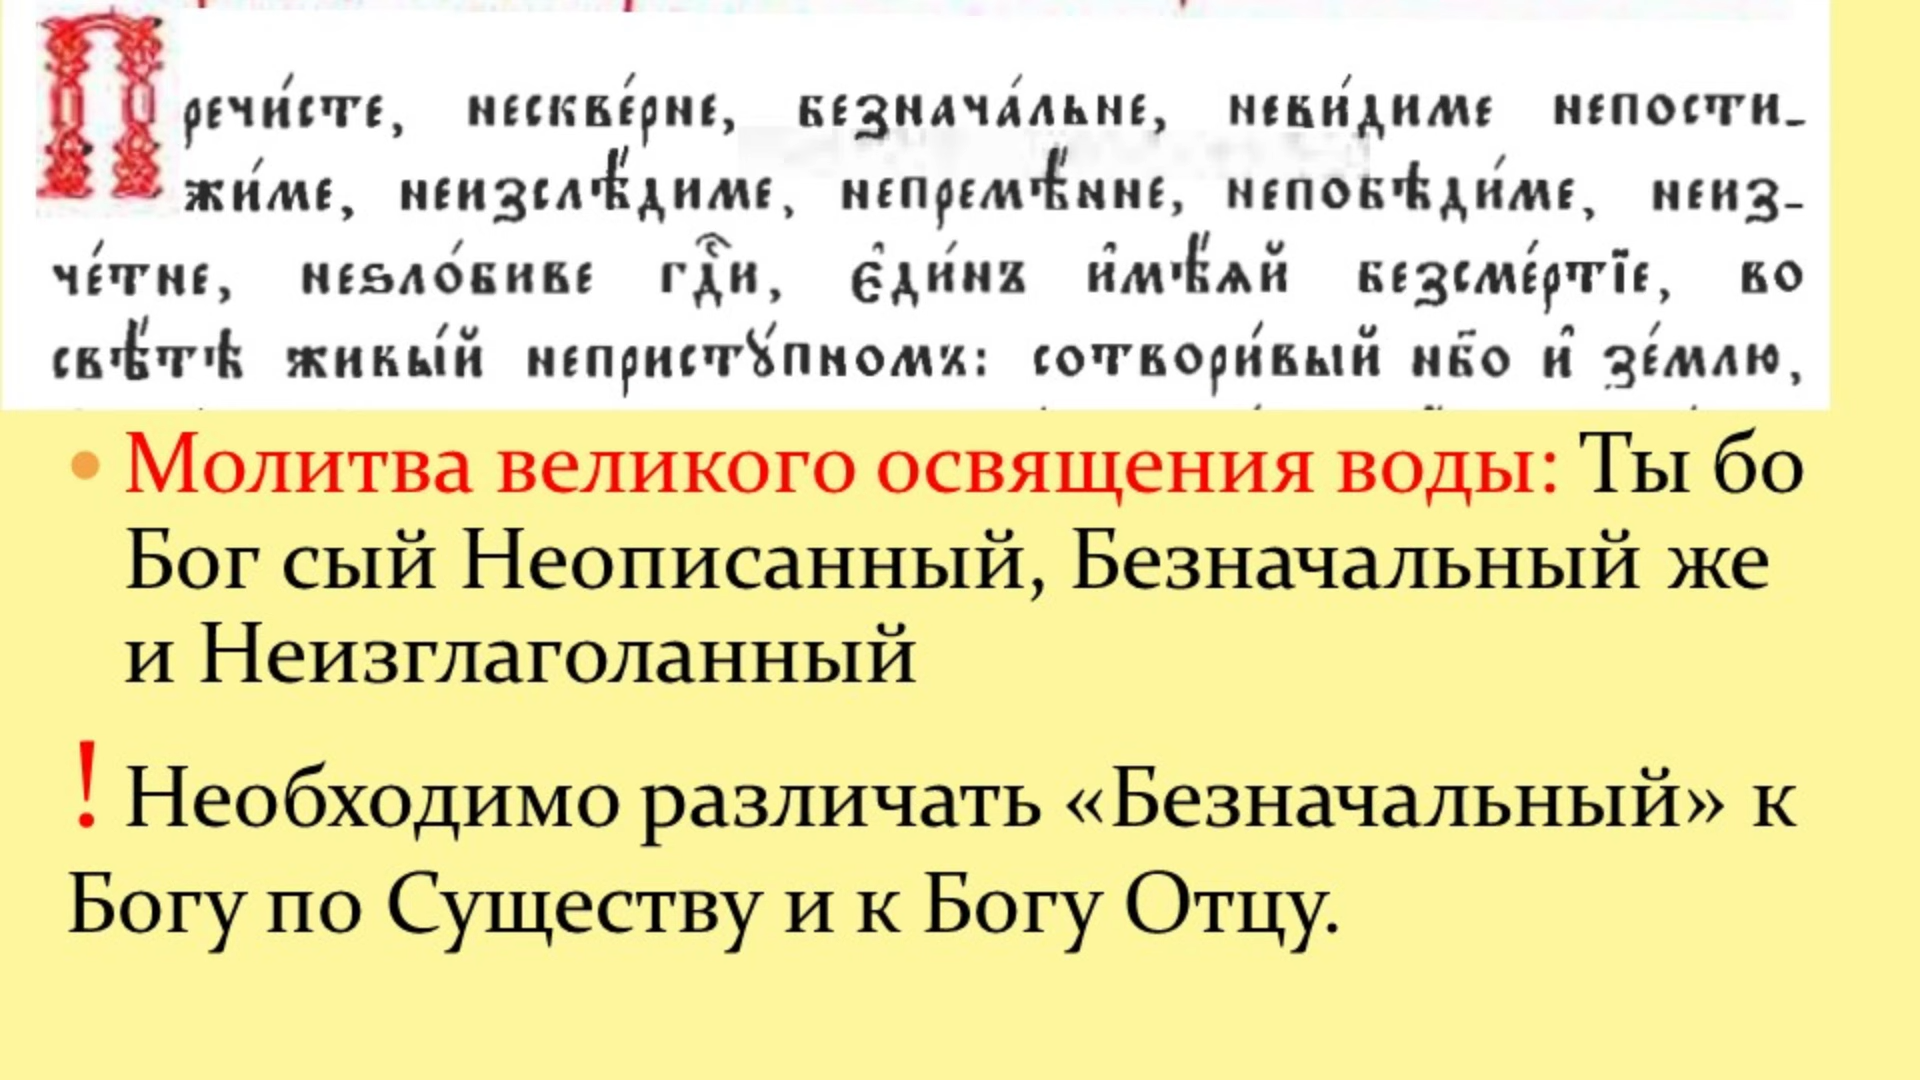 Пречи́сте, нескве́рне, безнача́льне, неви́диме непости-
жи́ме, неизслѣ́димe, непремѣ́нне, непобѣди́ме, неиз-
че́тне, неѕло́биве гдⷭ҇и, є҆ди́нъ и҆мѣ́ѧй безсме́ртїе, во
свѣ́тѣ живы́й непристꙋ́пномъ: сотвори́вый нб҃о и҆ зе́млю,
• Молитва великого освящения воды: Ты бо
Бог сый Неописанный, Безначальный же
и Неизглаголанный
! Необходимо различать «Безначальный» к
Богу по Существу и к Богу Отцу.